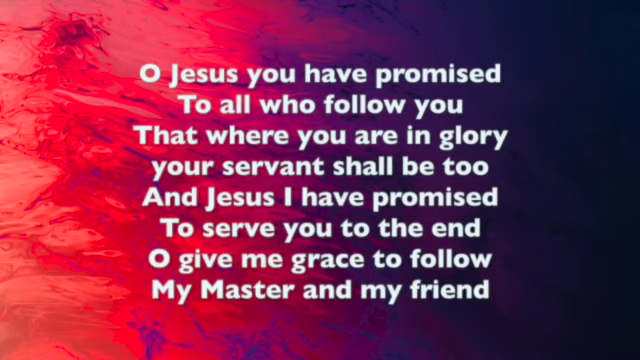 O Jesus you have promised
To all who follow you
That where you are in glory
your servant shall be too
And Jesus I have promised
To serve you to the end
O give me grace to follow
My Master and my friend